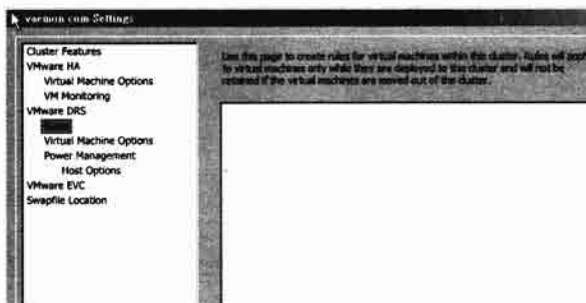 com Settings
Cluster Features
VMware HA
Virtual Machine Options
VM Monitoring
VMware DRS
Virtual Machine Options
Power Management
Host Options
VMware EVC
Swapfile Location
Use this page to create rules for virtual machines within this cluster. Rules will
to virtual machines only while they are deployed to this cluster and will not be
retained if the virtual machines are moved out of the cluster.